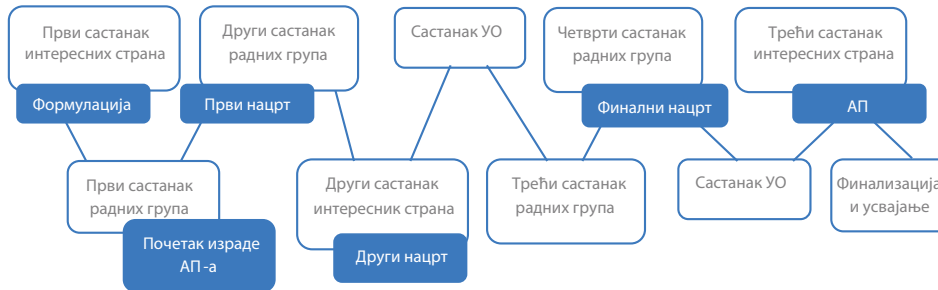 Први састанак
интересних страна
Формулација
Други састанак
радних група
Први нацрт
Састанак УО
Четврти састанак
радних група
Финални нацрт
Трећи састанак
интересних страна
АП
Први састанак
радних група
Почетак израде
АП -а
Други састанак
интересник страна
Други нацрт
Трећи састанак
радних група
Састанак УО
Финализација
и усвајање